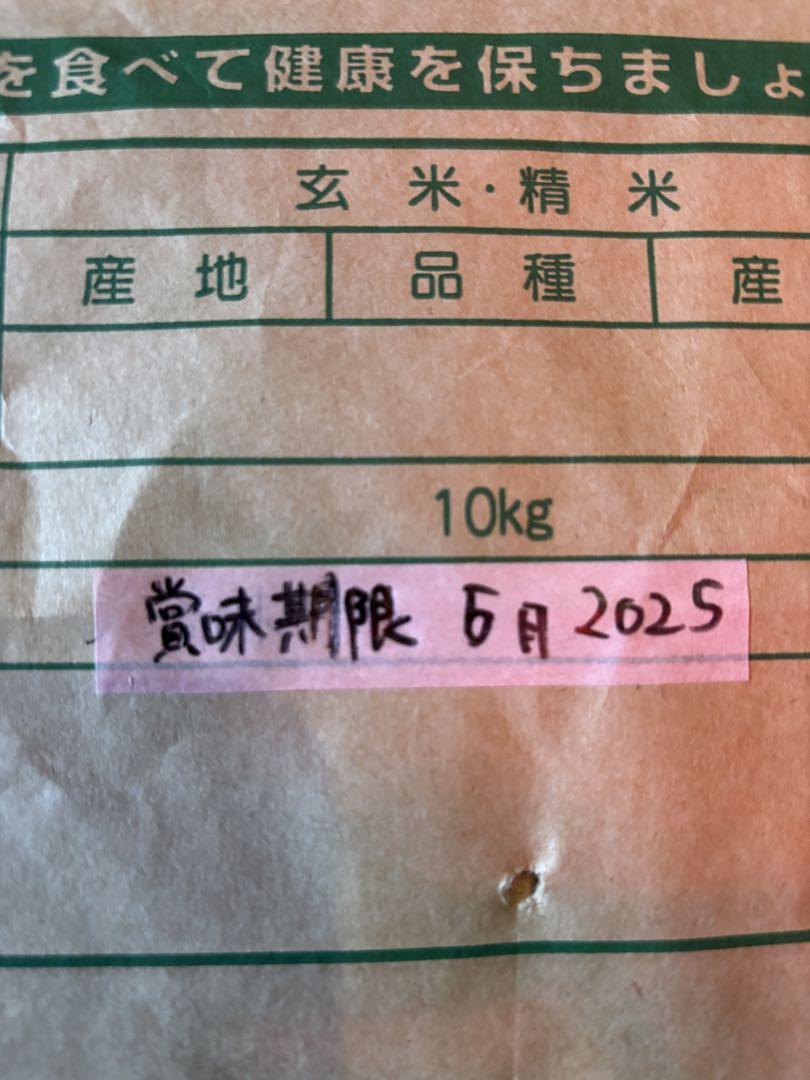 を食べて健康を保ちましょ
玄米・精米
産地 品種 産
10kg
賞味期限 6月 2025